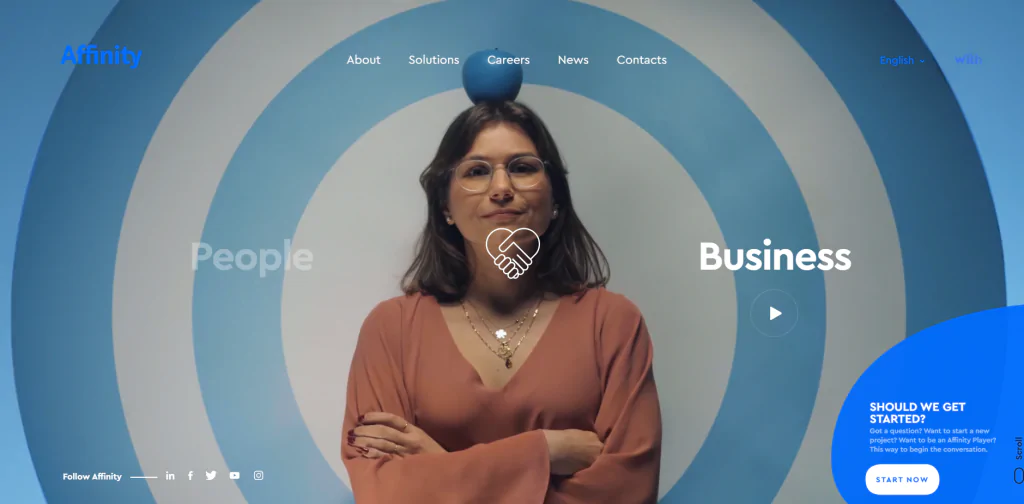 Affinity
About
Solutions
Careers
News
Contacts
English
People
Business
SHOULD WE GET
STARTED?
Got a question? Want to start a new
project? Want to be an Affinity Player?
This way to begin the conversation.
START NOW
Follow Affinity
in
f
Scroll